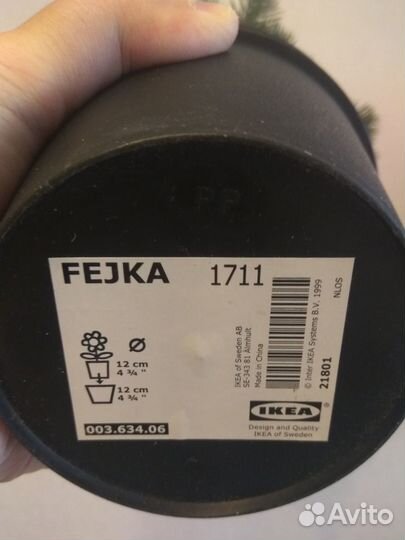 PP
FEJKA 1711
Ø
12 cm
4 ¾ "
12 cm
4 ¾ "
003.634.06
IKEA of Sweden AB
SE-343 81 Älmhult
Made in China
© Inter IKEA Systems B.V. 1999
21801
NLOS
IKEA ®
Design and Quality
IKEA of Sweden
Avito